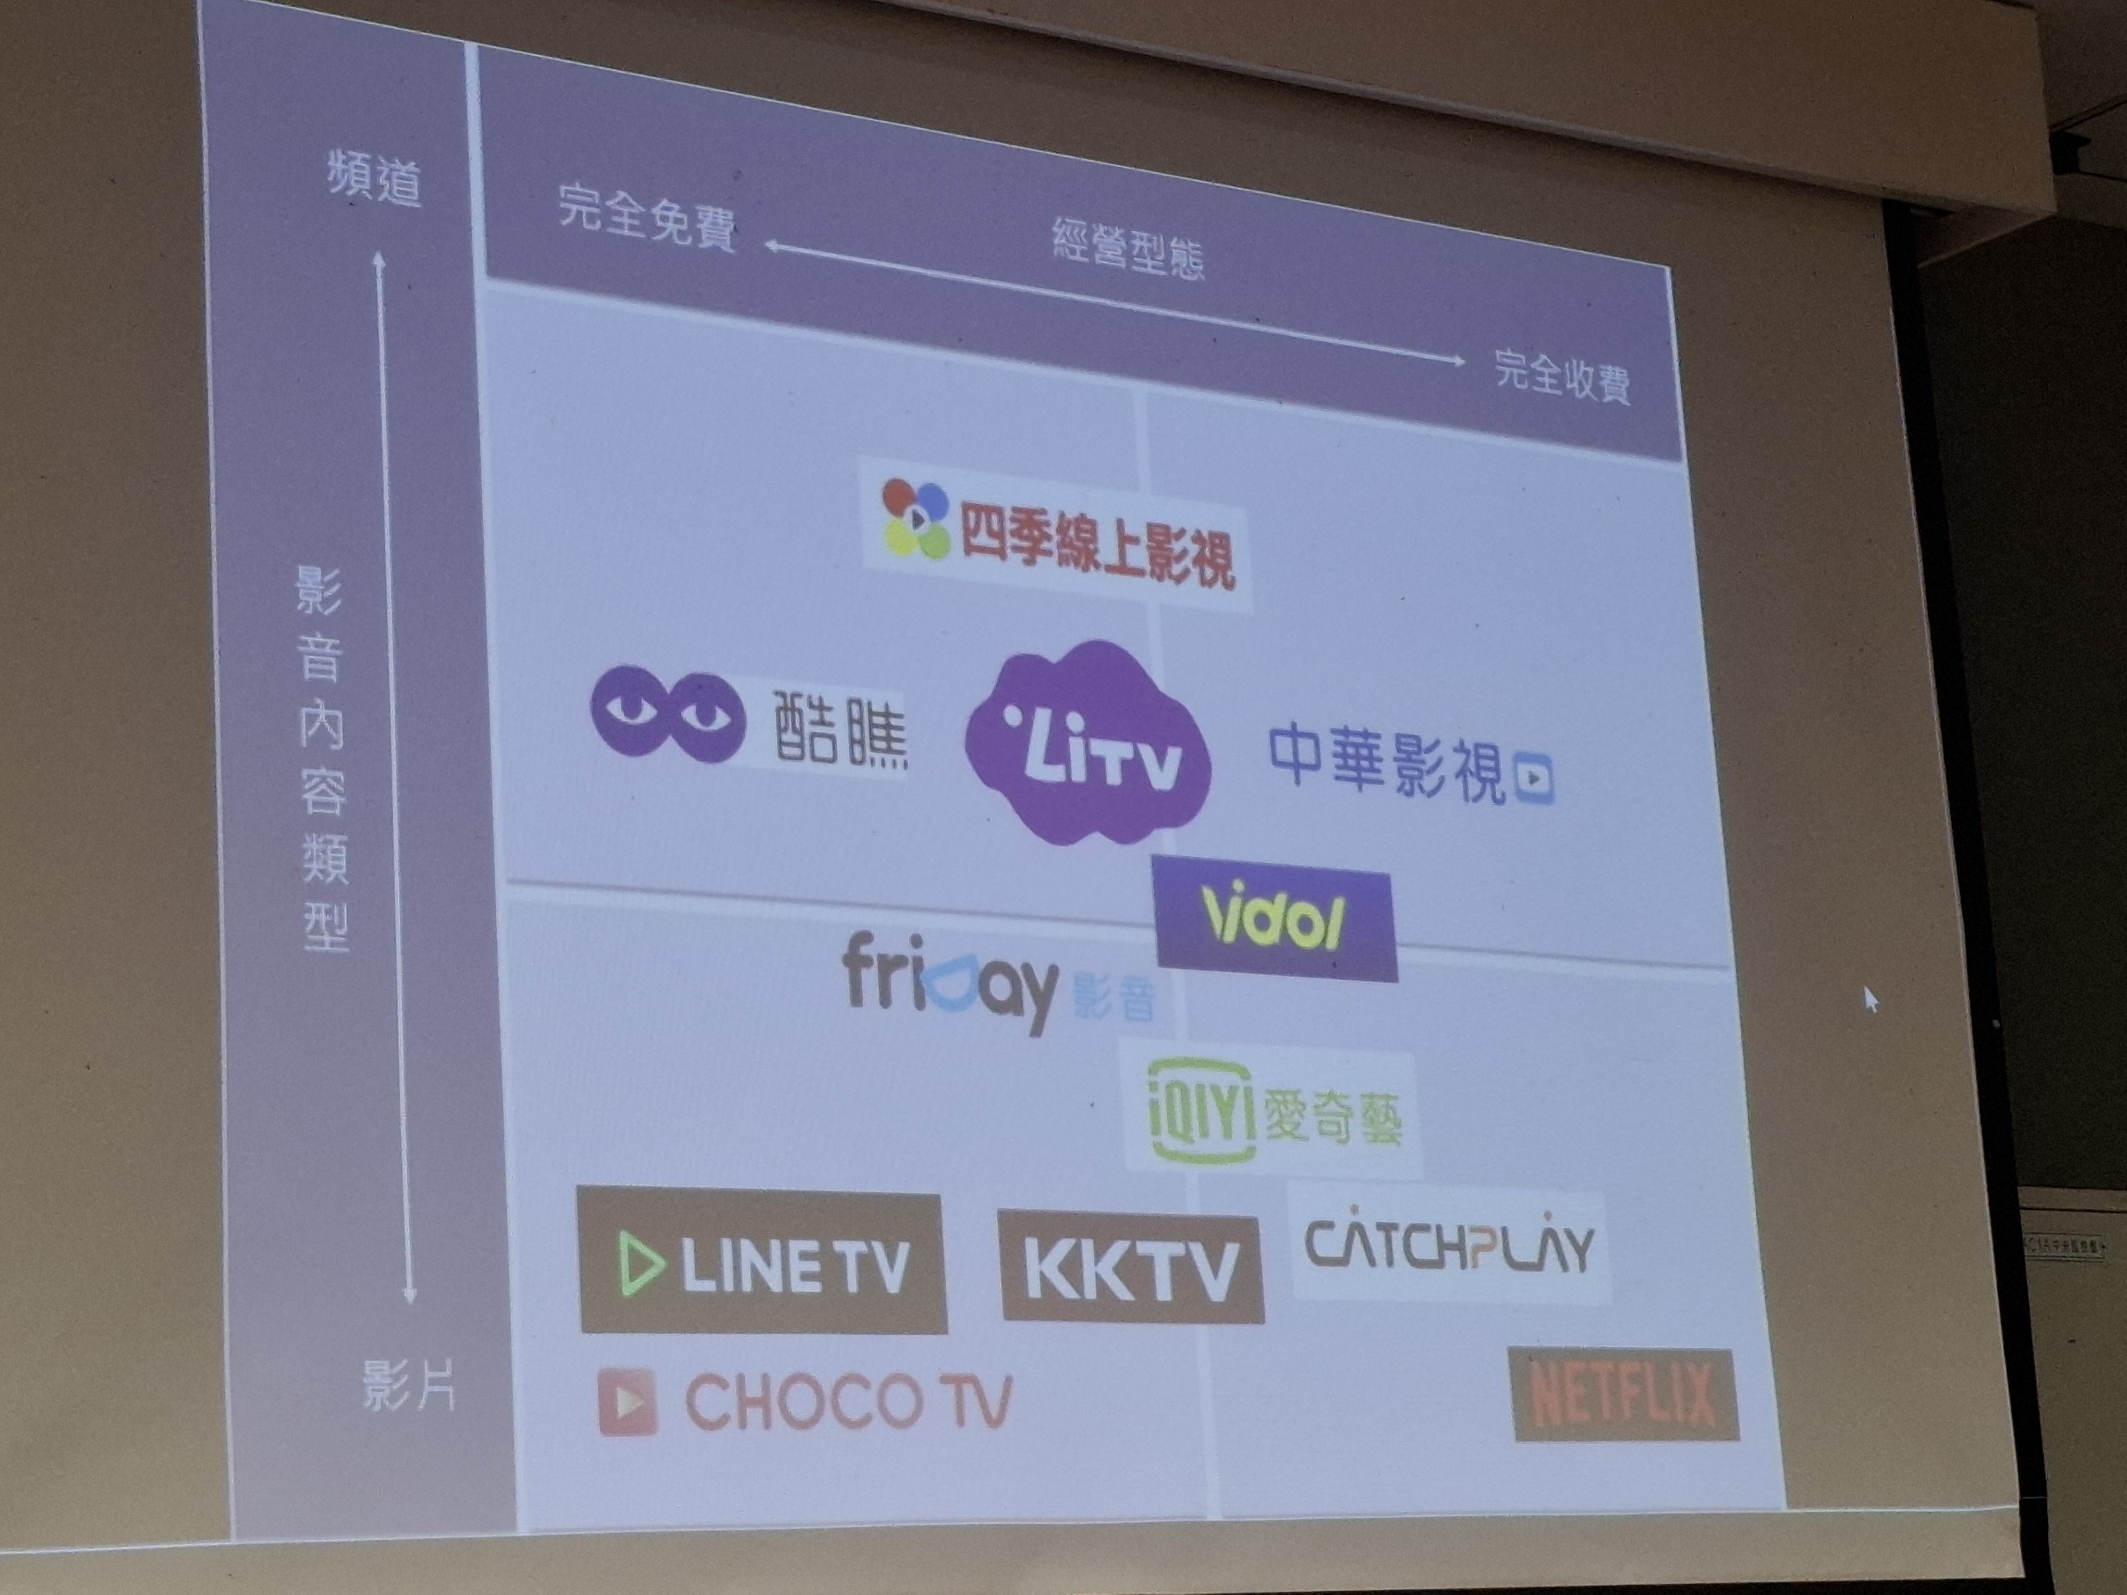 頻道
完全免費
經營型態
完全收費
影音內容類型
四季線上影視
酷瞧
LiTV
中華影視
Vidol
friDay 影音
iQIYI 愛奇藝
LINE TV
KKTV
CATCHPLAY
影片
CHOCO TV
NETFLIX